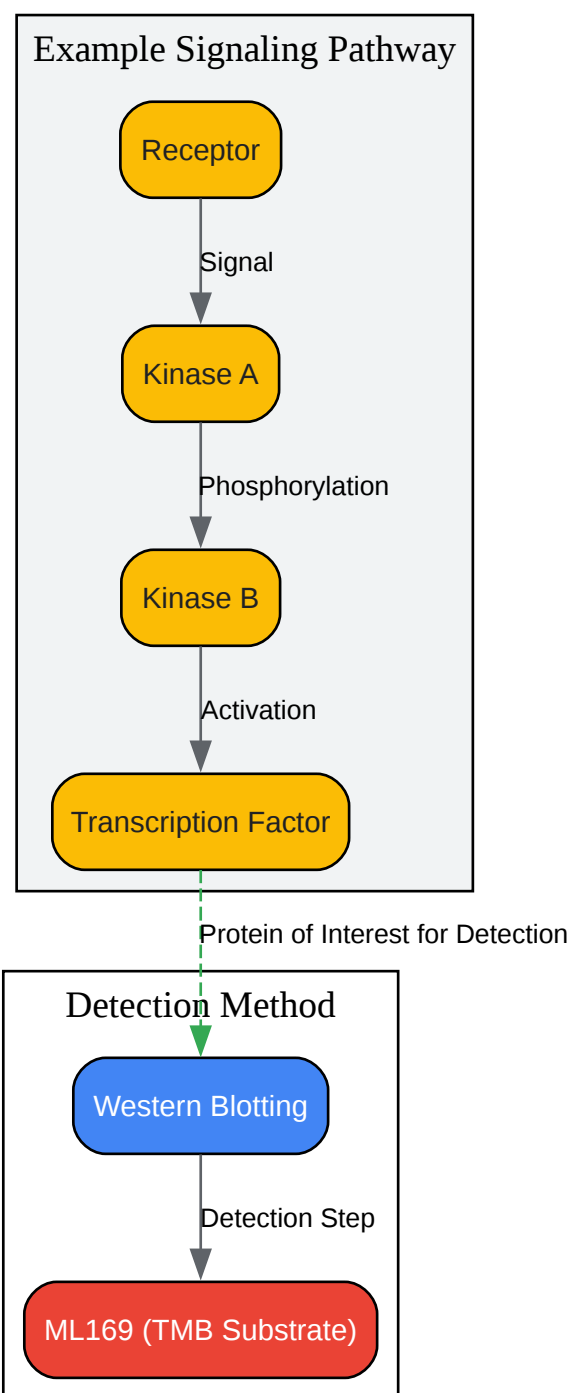 Example Signaling Pathway
Receptor
Signal
Kinase A
Phosphorylation
Kinase B
Activation
Transcription Factor
Protein of Interest for Detection
Detection Method
Western Blotting
Detection Step
ML169 (TMB Substrate)